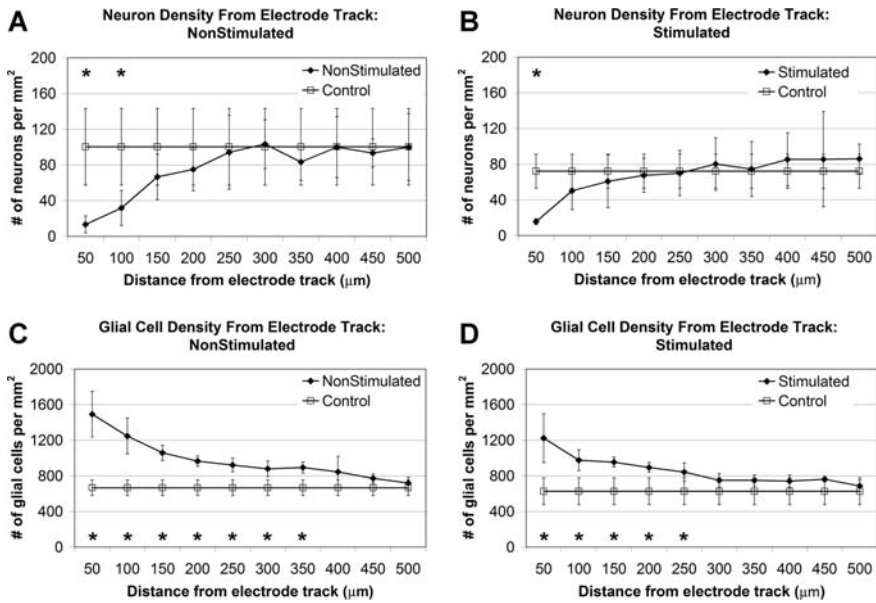 A
Neuron Density From Electrode Track:
NonStimulated
# of neurons per mm²
200
160
120
80
40
0
* *
NonStimulated
Control
50 100 150 200 250 300 350 400 450 500
Distance from electrode track (μm)
B
Neuron Density From Electrode Track:
Stimulated
# of neurons per mm²
200
160
120
80
40
0
*
Stimulated
Control
50 100 150 200 250 300 350 400 450 500
Distance from electrode track (μm)
C
Glial Cell Density From Electrode Track:
NonStimulated
# of glial cells per mm²
2000
1600
1200
800
400
0
NonStimulated
Control
* * * * * * *
50 100 150 200 250 300 350 400 450 500
Distance from electrode track (μm)
D
Glial Cell Density From Electrode Track:
Stimulated
# of glial cells per mm²
2000
1600
1200
800
400
0
Stimulated
Control
* * * * *
50 100 150 200 250 300 350 400 450 500
Distance from electrode track (μm)